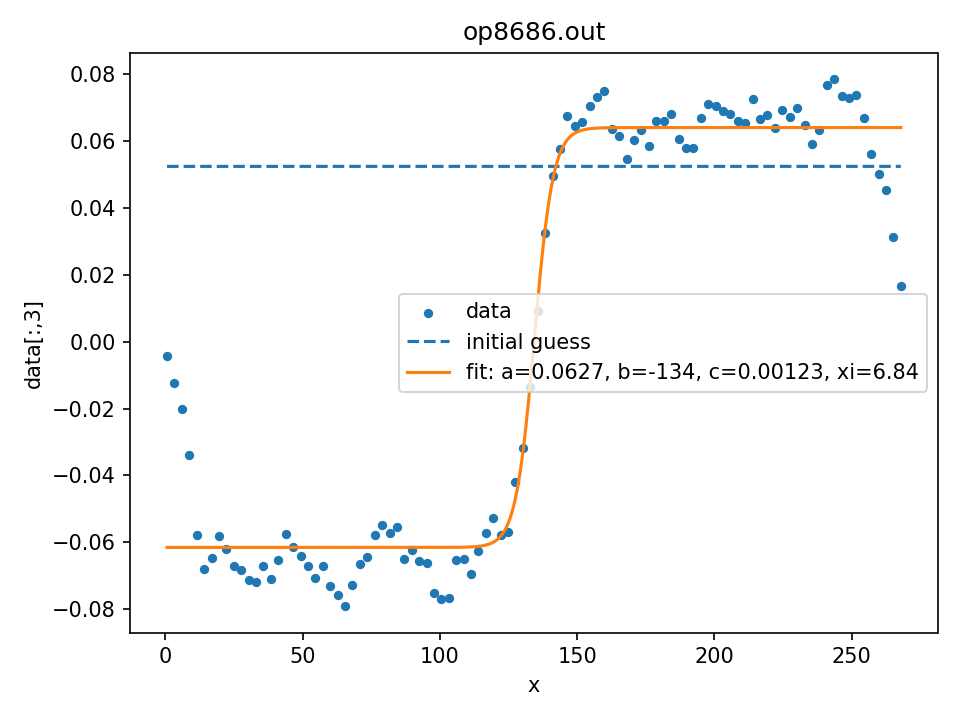 op8686.out
0.08
0.06
0.04
0.02
0.00
−0.02
−0.04
−0.06
−0.08
data[:,3]
data
initial guess
fit: a=0.0627, b=-134, c=0.00123, xi=6.84
0 50 100 150 200 250
x